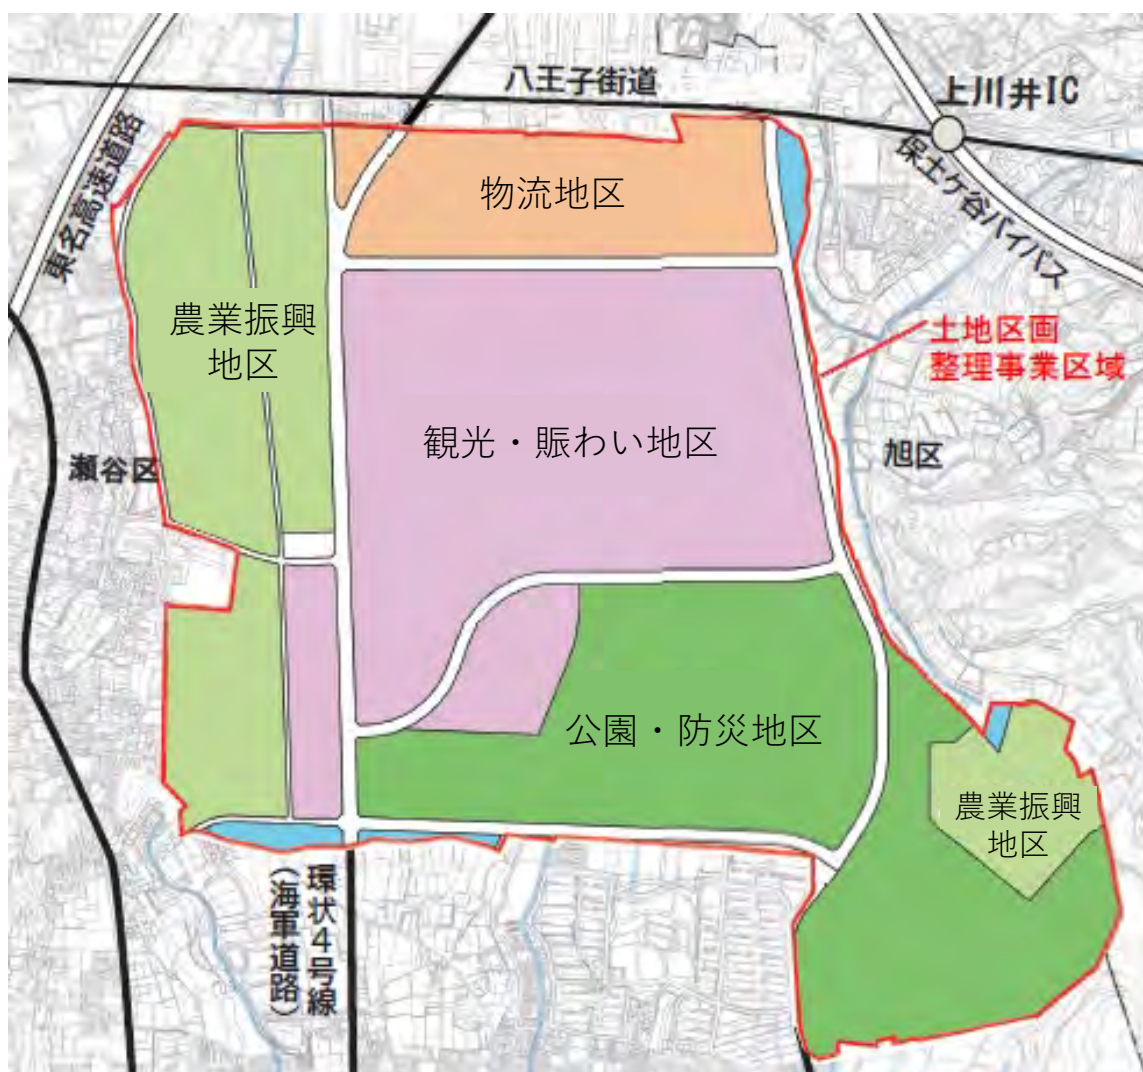 八王子街道
上川井IC
東名高速道路
保土ヶ谷バイパス
物流地区
農業振興
地区
土地区画
整理事業区域
観光・賑わい地区
瀬谷区
旭区
公園・防災地区
農業振興
地区
環状4号線
(海軍道路)